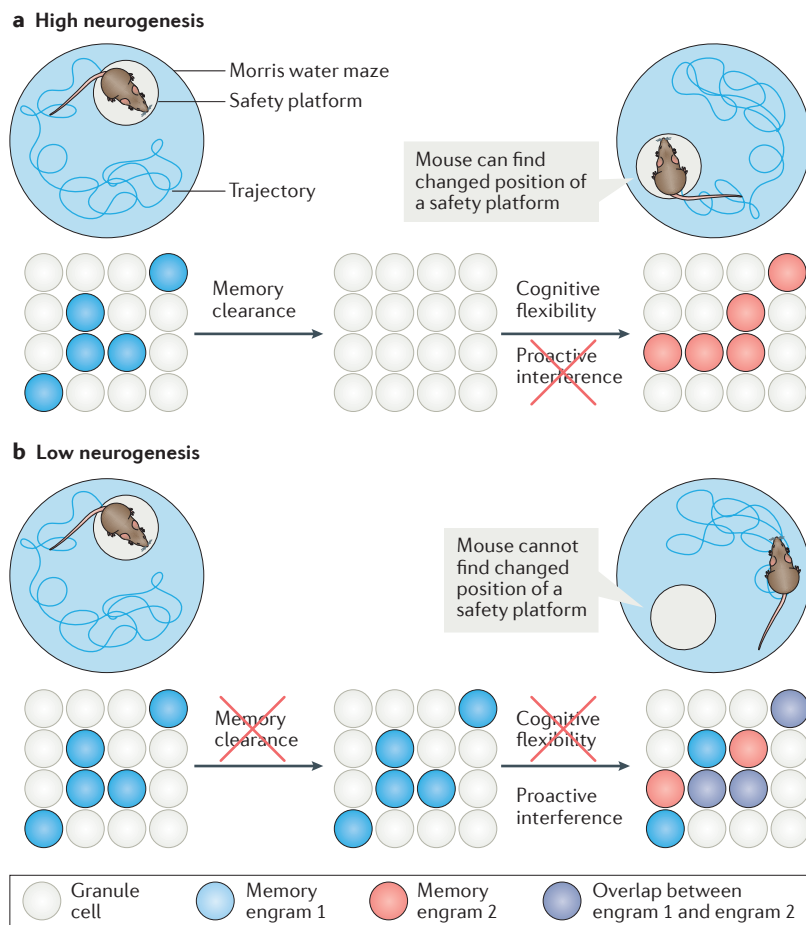 a High neurogenesis
Morris water maze
Safety platform
Trajectory
Mouse can find
changed position of
a safety platform
Memory
clearance
Cognitive
flexibility
Proactive
interference
b Low neurogenesis
Mouse cannot
find changed
position of a
safety platform
Memory
clearance
Cognitive
flexibility
Proactive
interference
Granule
cell
Memory
engram 1
Memory
engram 2
Overlap between
engram 1 and engram 2